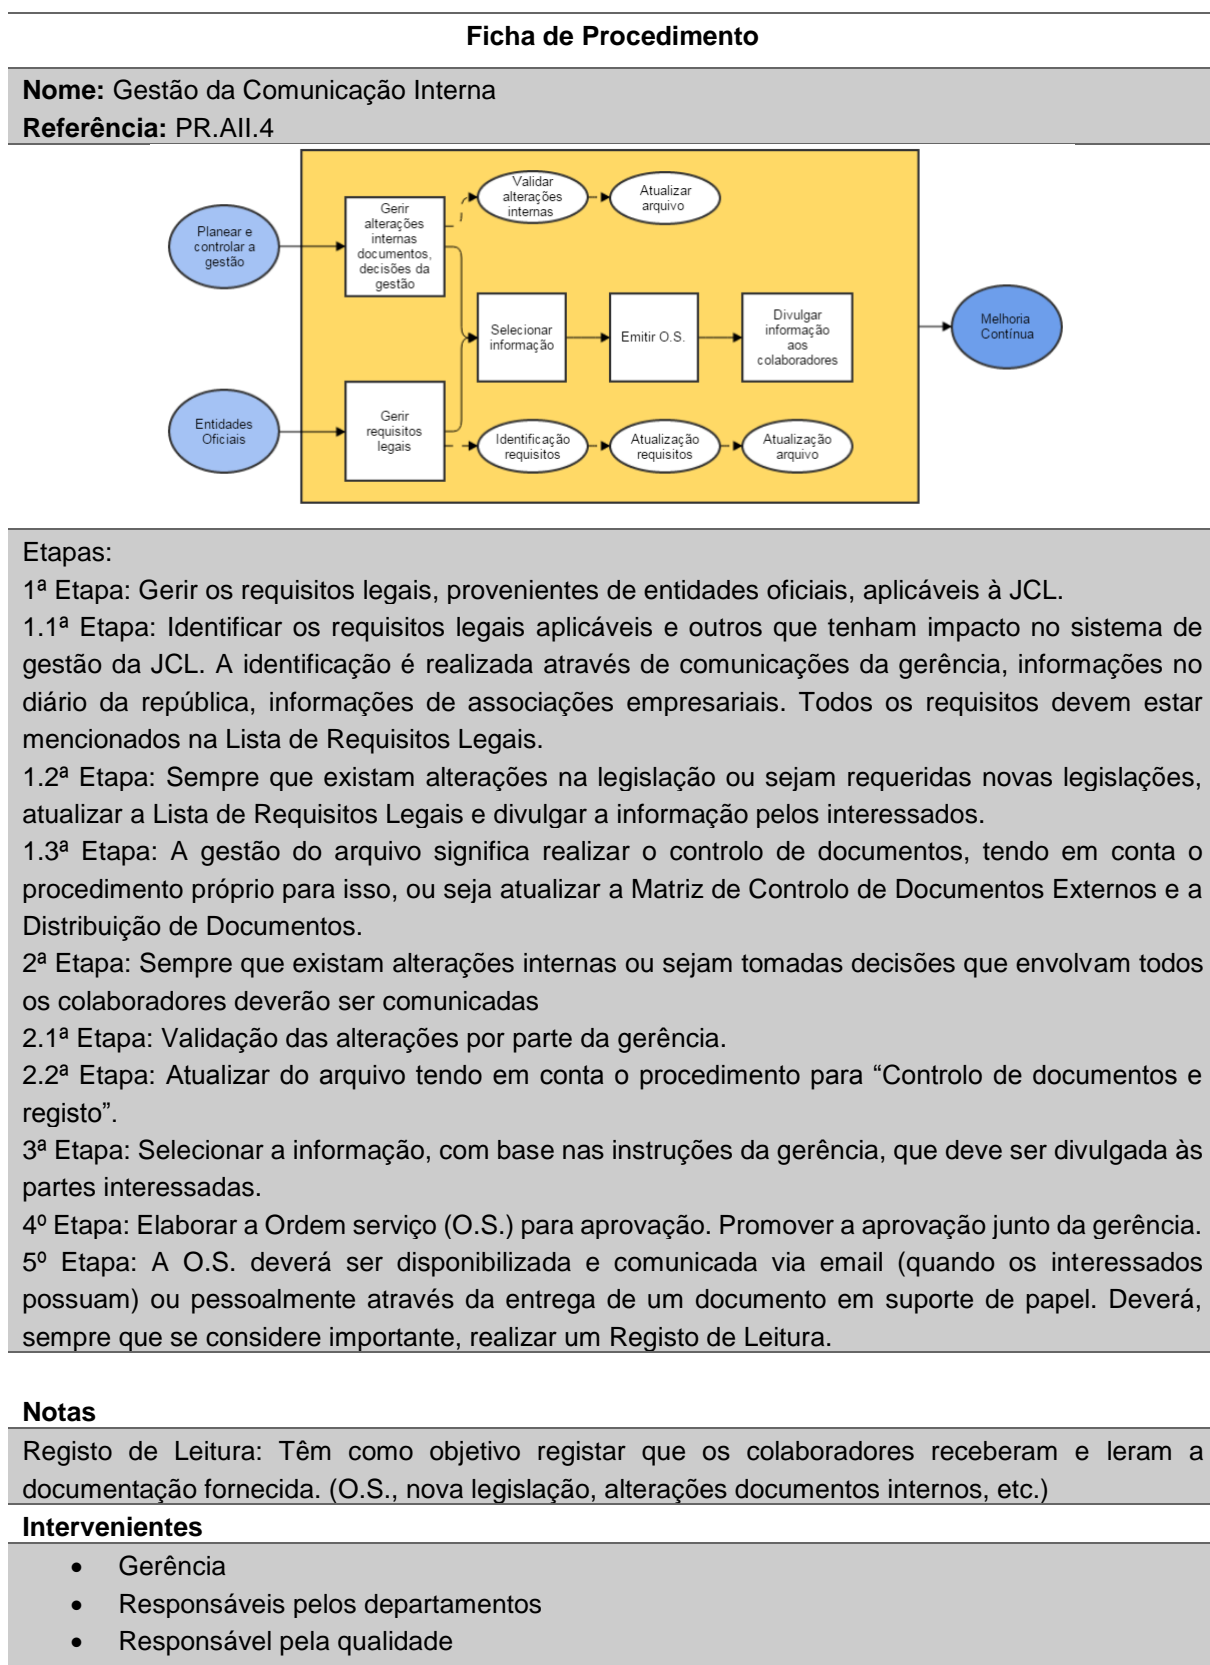 Ficha de Procedimento
Nome: Gestão da Comunicação Interna
Referência: PR.AII.4
Validar
alterações
internas
Atualizar
arquivo
Planear e
controlar a
gestão
Gerir
alterações
internas
documentos,
decisões da
gestão
Selecionar
informação
Emitir O.S.
Divulgar
informação
aos
colaboradores
Melhoria
Contínua
Entidades
Oficiais
Gerir
requisitos
legais
Identificação
requisitos
Atualização
requisitos
Atualização
arquivo
Etapas:
1ª Etapa: Gerir os requisitos legais, provenientes de entidades oficiais, aplicáveis à JCL.
1.1ª Etapa: Identificar os requisitos legais aplicáveis e outros que tenham impacto no sistema de
gestão da JCL. A identificação é realizada através de comunicações da gerência, informações no
diário da república, informações de associações empresariais. Todos os requisitos devem estar
mencionados na Lista de Requisitos Legais.
1.2ª Etapa: Sempre que existam alterações na legislação ou sejam requeridas novas legislações,
atualizar a Lista de Requisitos Legais e divulgar a informação pelos interessados.
1.3ª Etapa: A gestão do arquivo significa realizar o controlo de documentos, tendo em conta o
procedimento próprio para isso, ou seja atualizar a Matriz de Controlo de Documentos Externos e a
Distribuição de Documentos.
2ª Etapa: Sempre que existam alterações internas ou sejam tomadas decisões que envolvam todos
os colaboradores deverão ser comunicadas
2.1ª Etapa: Validação das alterações por parte da gerência.
2.2ª Etapa: Atualizar do arquivo tendo em conta o procedimento para “Controlo de documentos e
registo”.
3ª Etapa: Selecionar a informação, com base nas instruções da gerência, que deve ser divulgada às
partes interessadas.
4º Etapa: Elaborar a Ordem serviço (O.S.) para aprovação. Promover a aprovação junto da gerência.
5º Etapa: A O.S. deverá ser disponibilizada e comunicada via email (quando os interessados
possuam) ou pessoalmente através da entrega de um documento em suporte de papel. Deverá,
sempre que se considere importante, realizar um Registo de Leitura.
Notas
Registo de Leitura: Têm como objetivo registar que os colaboradores receberam e leram a
documentação fornecida. (O.S., nova legislação, alterações documentos internos, etc.)
Intervenientes
• Gerência
• Responsáveis pelos departamentos
• Responsável pela qualidade